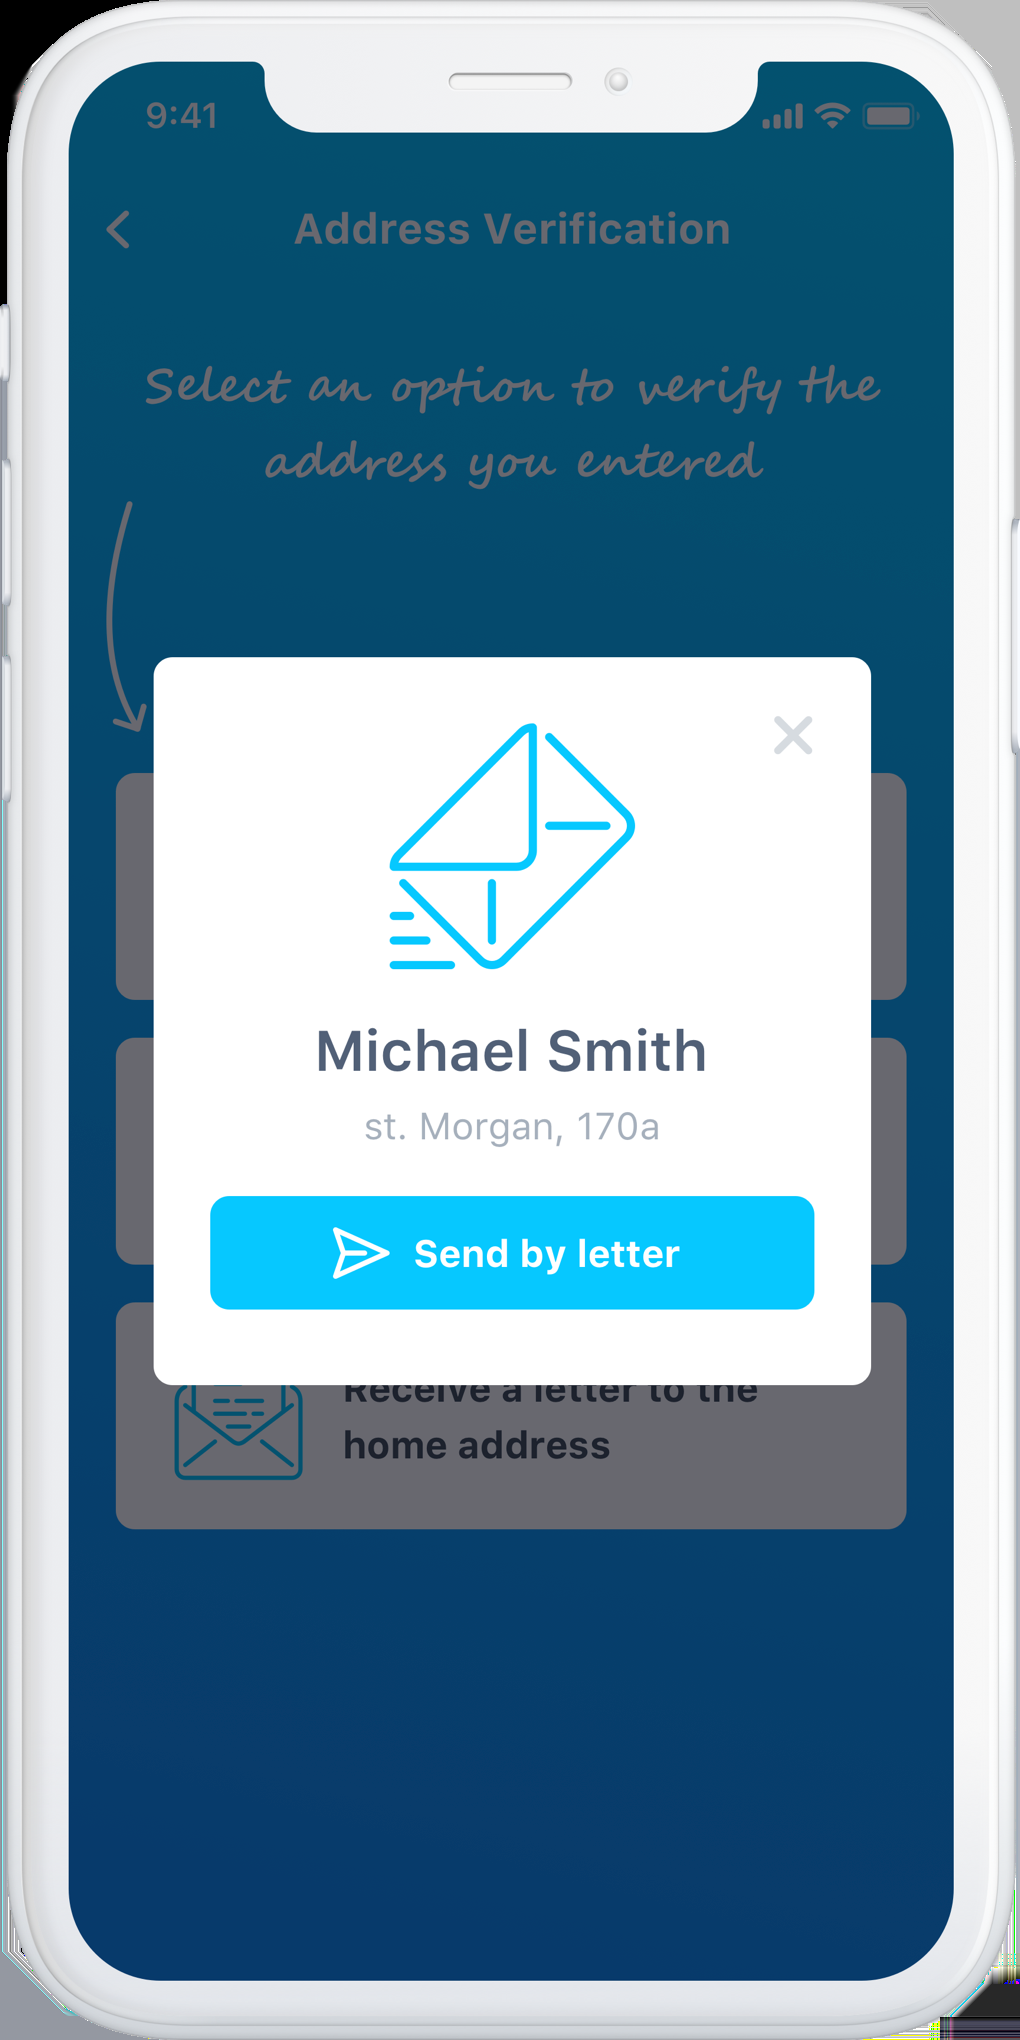 9:41
Address Verification
Select an option to verify the
address you entered
Michael Smith
st. Morgan, 170a
Send by letter
Receive a letter to the
home address